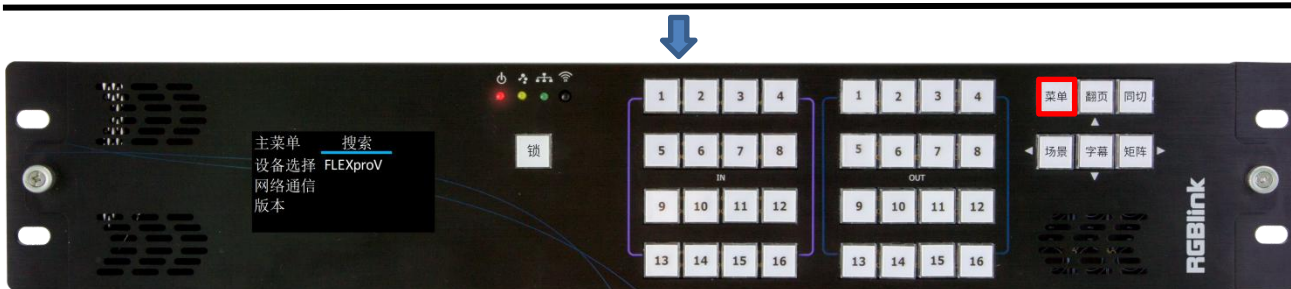 主菜单 搜索
设备选择 FLEXproV
网络通信
版本
锁
1 2 3 4
5 6 7 8
IN
9 10 11 12
13 14 15 16
1 2 3 4
5 6 7 8
OUT
9 10 11 12
13 14 15 16
菜单 翻页 同切
场景 字幕 矩阵
RGBlink